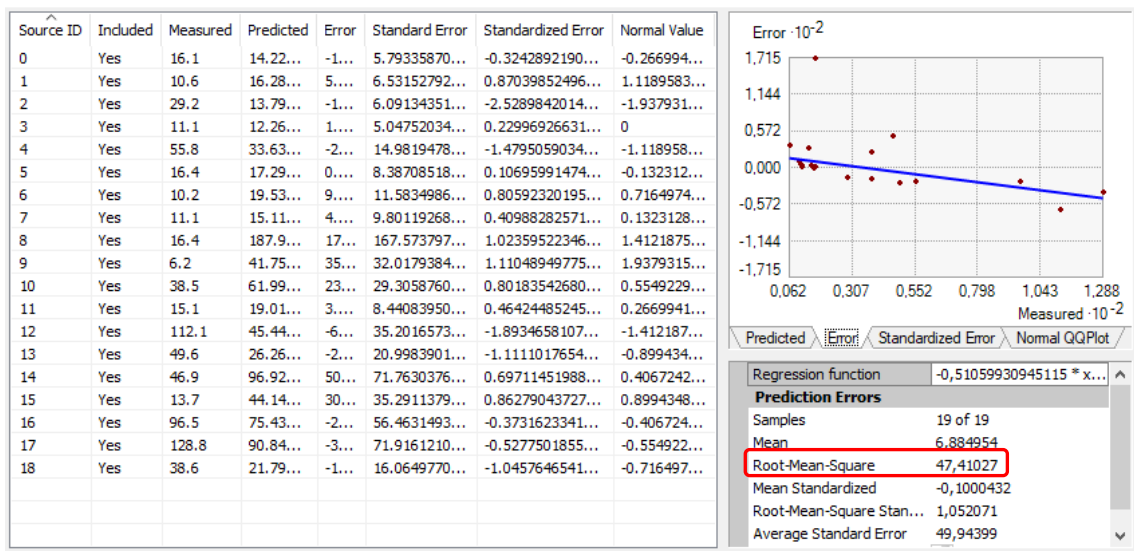 Source ID Included Measured Predicted Error Standard Error Standardized Error Normal Value
0 Yes 16.1 14.22... -1... 5.79335870... -0.3242892190... -0.266994...
1 Yes 10.6 16.28... 5.... 6.53152792... 0.87039852496... 1.1189583...
2 Yes 29.2 13.79... -1... 6.09134351... -2.5289842014... -1.937931...
3 Yes 11.1 12.26... 1.... 5.04752034... 0.22996926631... 0
4 Yes 55.8 33.63... -2... 14.9819478... -1.4795059034... -1.118958...
5 Yes 16.4 17.29... 0.... 8.38708518... 0.10695991474... -0.132312...
6 Yes 10.2 19.53... 9.... 11.5834986... 0.80592320195... 0.7164974...
7 Yes 11.1 15.11... 4.... 9.80119268... 0.40988282571... 0.1323128...
8 Yes 16.4 187.9... 17... 167.573797... 1.02359522346... 1.4121875...
9 Yes 6.2 41.75... 35... 32.0179384... 1.11048949775... 1.9379315...
10 Yes 38.5 61.99... 23... 29.3058760... 0.80183542680... 0.5549229...
11 Yes 15.1 19.01... 3.... 8.44083950... 0.46424485245... 0.2669941...
12 Yes 112.1 45.44... -6... 35.2016573... -1.8934658107... -1.412187...
13 Yes 49.6 26.26... -2... 20.9983901... -1.1111017654... -0.899434...
14 Yes 46.9 96.92... 50... 71.7630376... 0.69711451988... 0.4067242...
15 Yes 13.7 44.14... 30... 35.2911379... 0.86279043727... 0.8994348...
16 Yes 96.5 75.43... -2... 56.4631493... -0.3731623341... -0.406724...
17 Yes 128.8 90.84... -3... 71.9161210... -0.5277501855... -0.554922...
18 Yes 38.6 21.79... -1... 16.0649770... -1.0457646541... -0.716497...
Error ·10-2
1,715
1,144
0,572
0,000
-0,572
-1,144
-1,715
0,062 0,307 0,552 0,798 1,043 1,288
Measured ·10-2
Predicted Error Standardized Error Normal QQPlot
Regression function -0,51059930945115 * x...
Prediction Errors
Samples 19 of 19
Mean 6,884954
Root-Mean-Square 47,41027
Mean Standardized -0,1000432
Root-Mean-Square Stan... 1,052071
Average Standard Error 49,94399